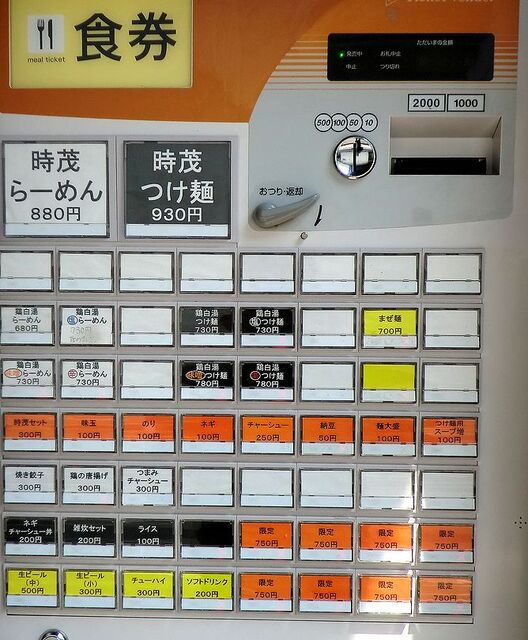 食券
meal ticket
Ticket Vender
ただいまの金額
発売中 お札中止
中止 つり切れ
2000 1000
500 100 50 10
おつり・返却
時茂
らーめん
880円
時茂
つけ麺
930円
鶏白湯
らーめん
680円
鶏白湯
塩らーめん
730円
鶏白湯
つけ麺
730円
鶏白湯
塩つけ麺
730円
まぜ麺
700円
鶏白湯
味噌らーめん
730円
鶏白湯
辛らーめん
730円
鶏白湯
味噌つけ麺
780円
鶏白湯
辛つけ麺
780円
時茂セット
300円
味玉
100円
のり
100円
ネギ
100円
チャーシュー
250円
納豆
50円
麺大盛
100円
つけ麺用
スープ増
100円
焼き餃子
300円
鶏の唐揚げ
300円
つまみ
チャーシュー
300円
ネギ
チャーシュー丼
200円
雑炊セット
200円
ライス
100円
限定
750円
限定
750円
限定
750円
限定
750円
生ビール
(中)
500円
生ビール
(小)
300円
チューハイ
300円
ソフトドリンク
200円
限定
750円
限定
750円
限定
750円
限定
750円